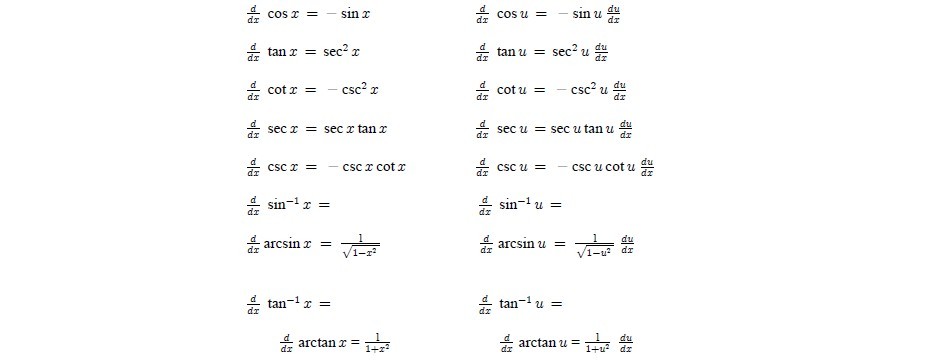 d/dx cos x = − sin x    d/dx cos u = − sin u du/dx
d/dx tan x = sec² x    d/dx tan u = sec² u du/dx
d/dx cot x = − csc² x    d/dx cot u = − csc² u du/dx
d/dx sec x = sec x tan x    d/dx sec u = sec u tan u du/dx
d/dx csc x = − csc x cot x    d/dx csc u = − csc u cot u du/dx
d/dx sin⁻¹ x =    d/dx sin⁻¹ u =
d/dx arcsin x = 1/√(1−x²)    d/dx arcsin u = 1/√(1−u²) du/dx
d/dx tan⁻¹ x =    d/dx tan⁻¹ u =
d/dx arctan x = 1/(1+x²)    d/dx arctan u = 1/(1+u²) du/dx